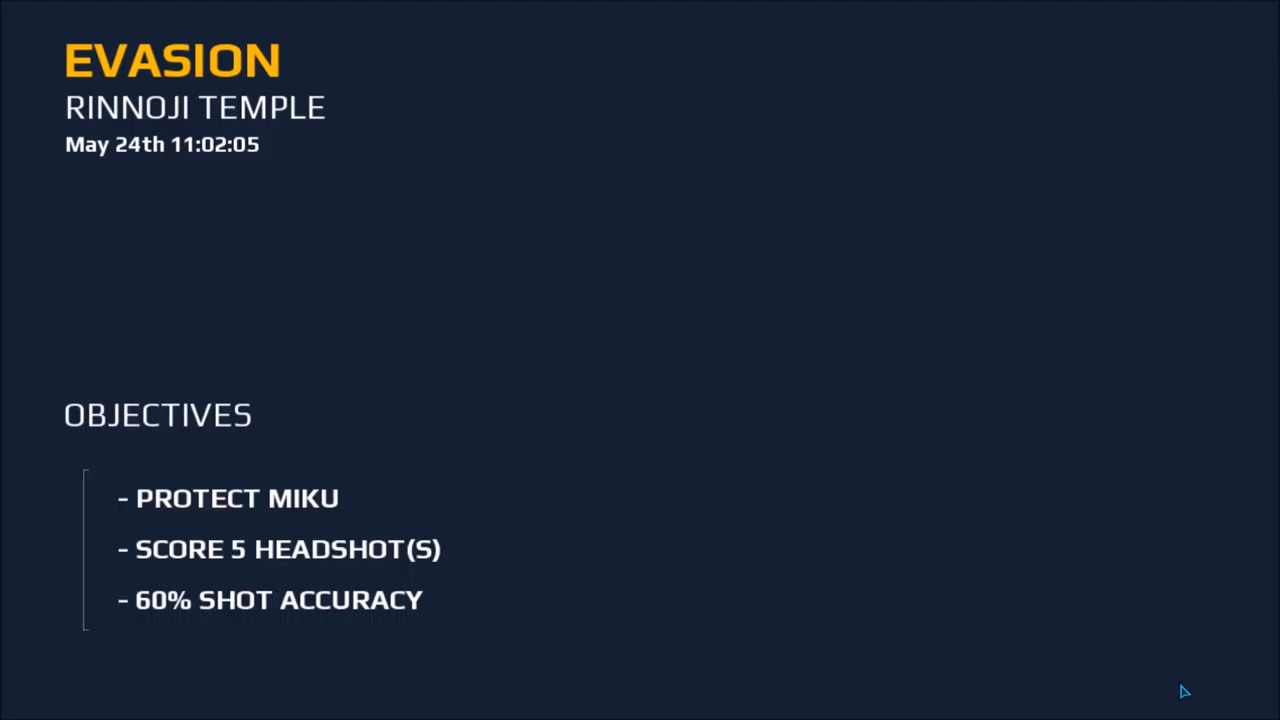 EVASION
RINNOJI TEMPLE
May 24th 11:02:05
OBJECTIVES
- PROTECT MIKU
- SCORE 5 HEADSHOT(S)
- 60% SHOT ACCURACY